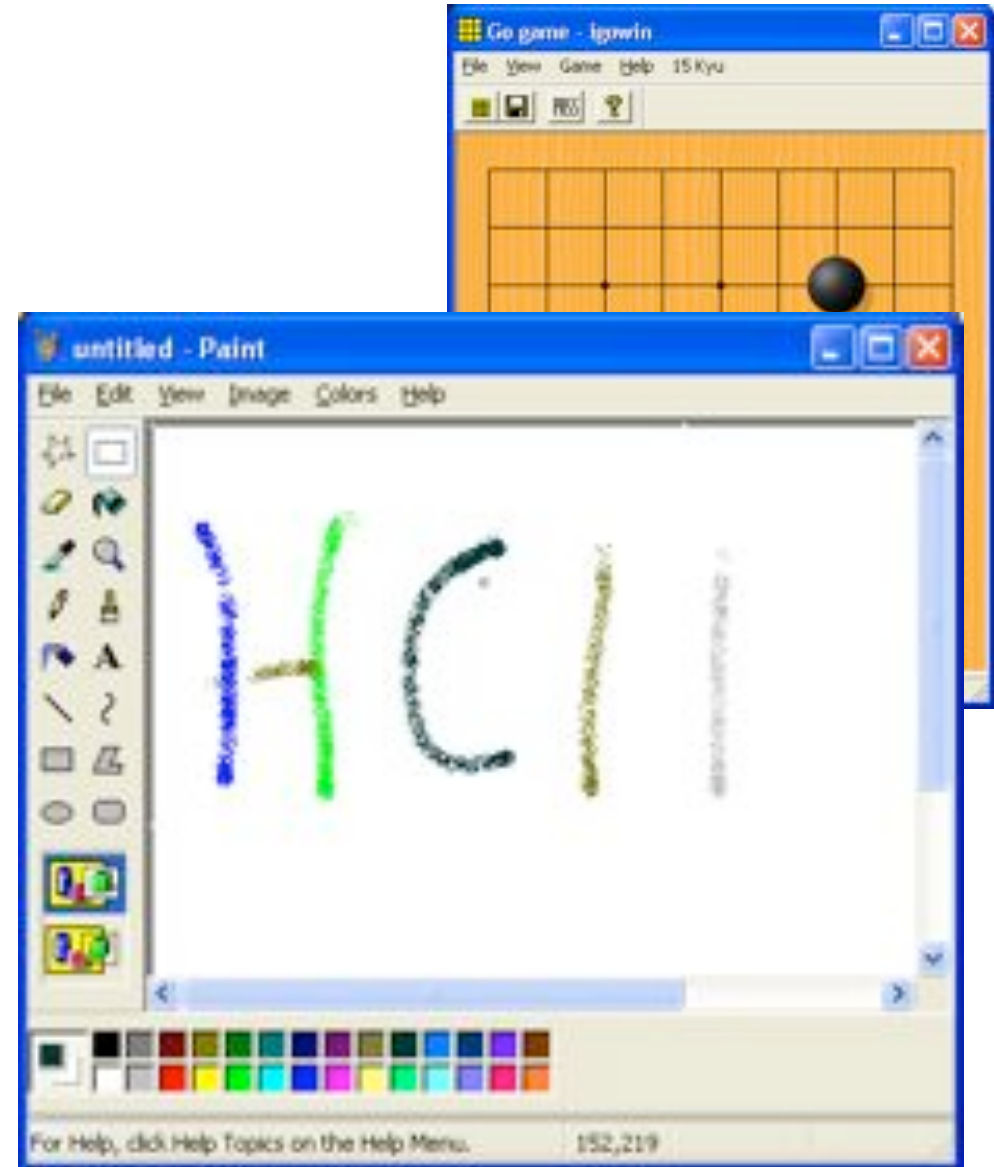 Go game - Igowin
File View Game Help 15 Kyu
PASS
untitled - Paint
File Edit View Image Colors Help
A
HCII
For Help, click Help Topics on the Help Menu. 152,219